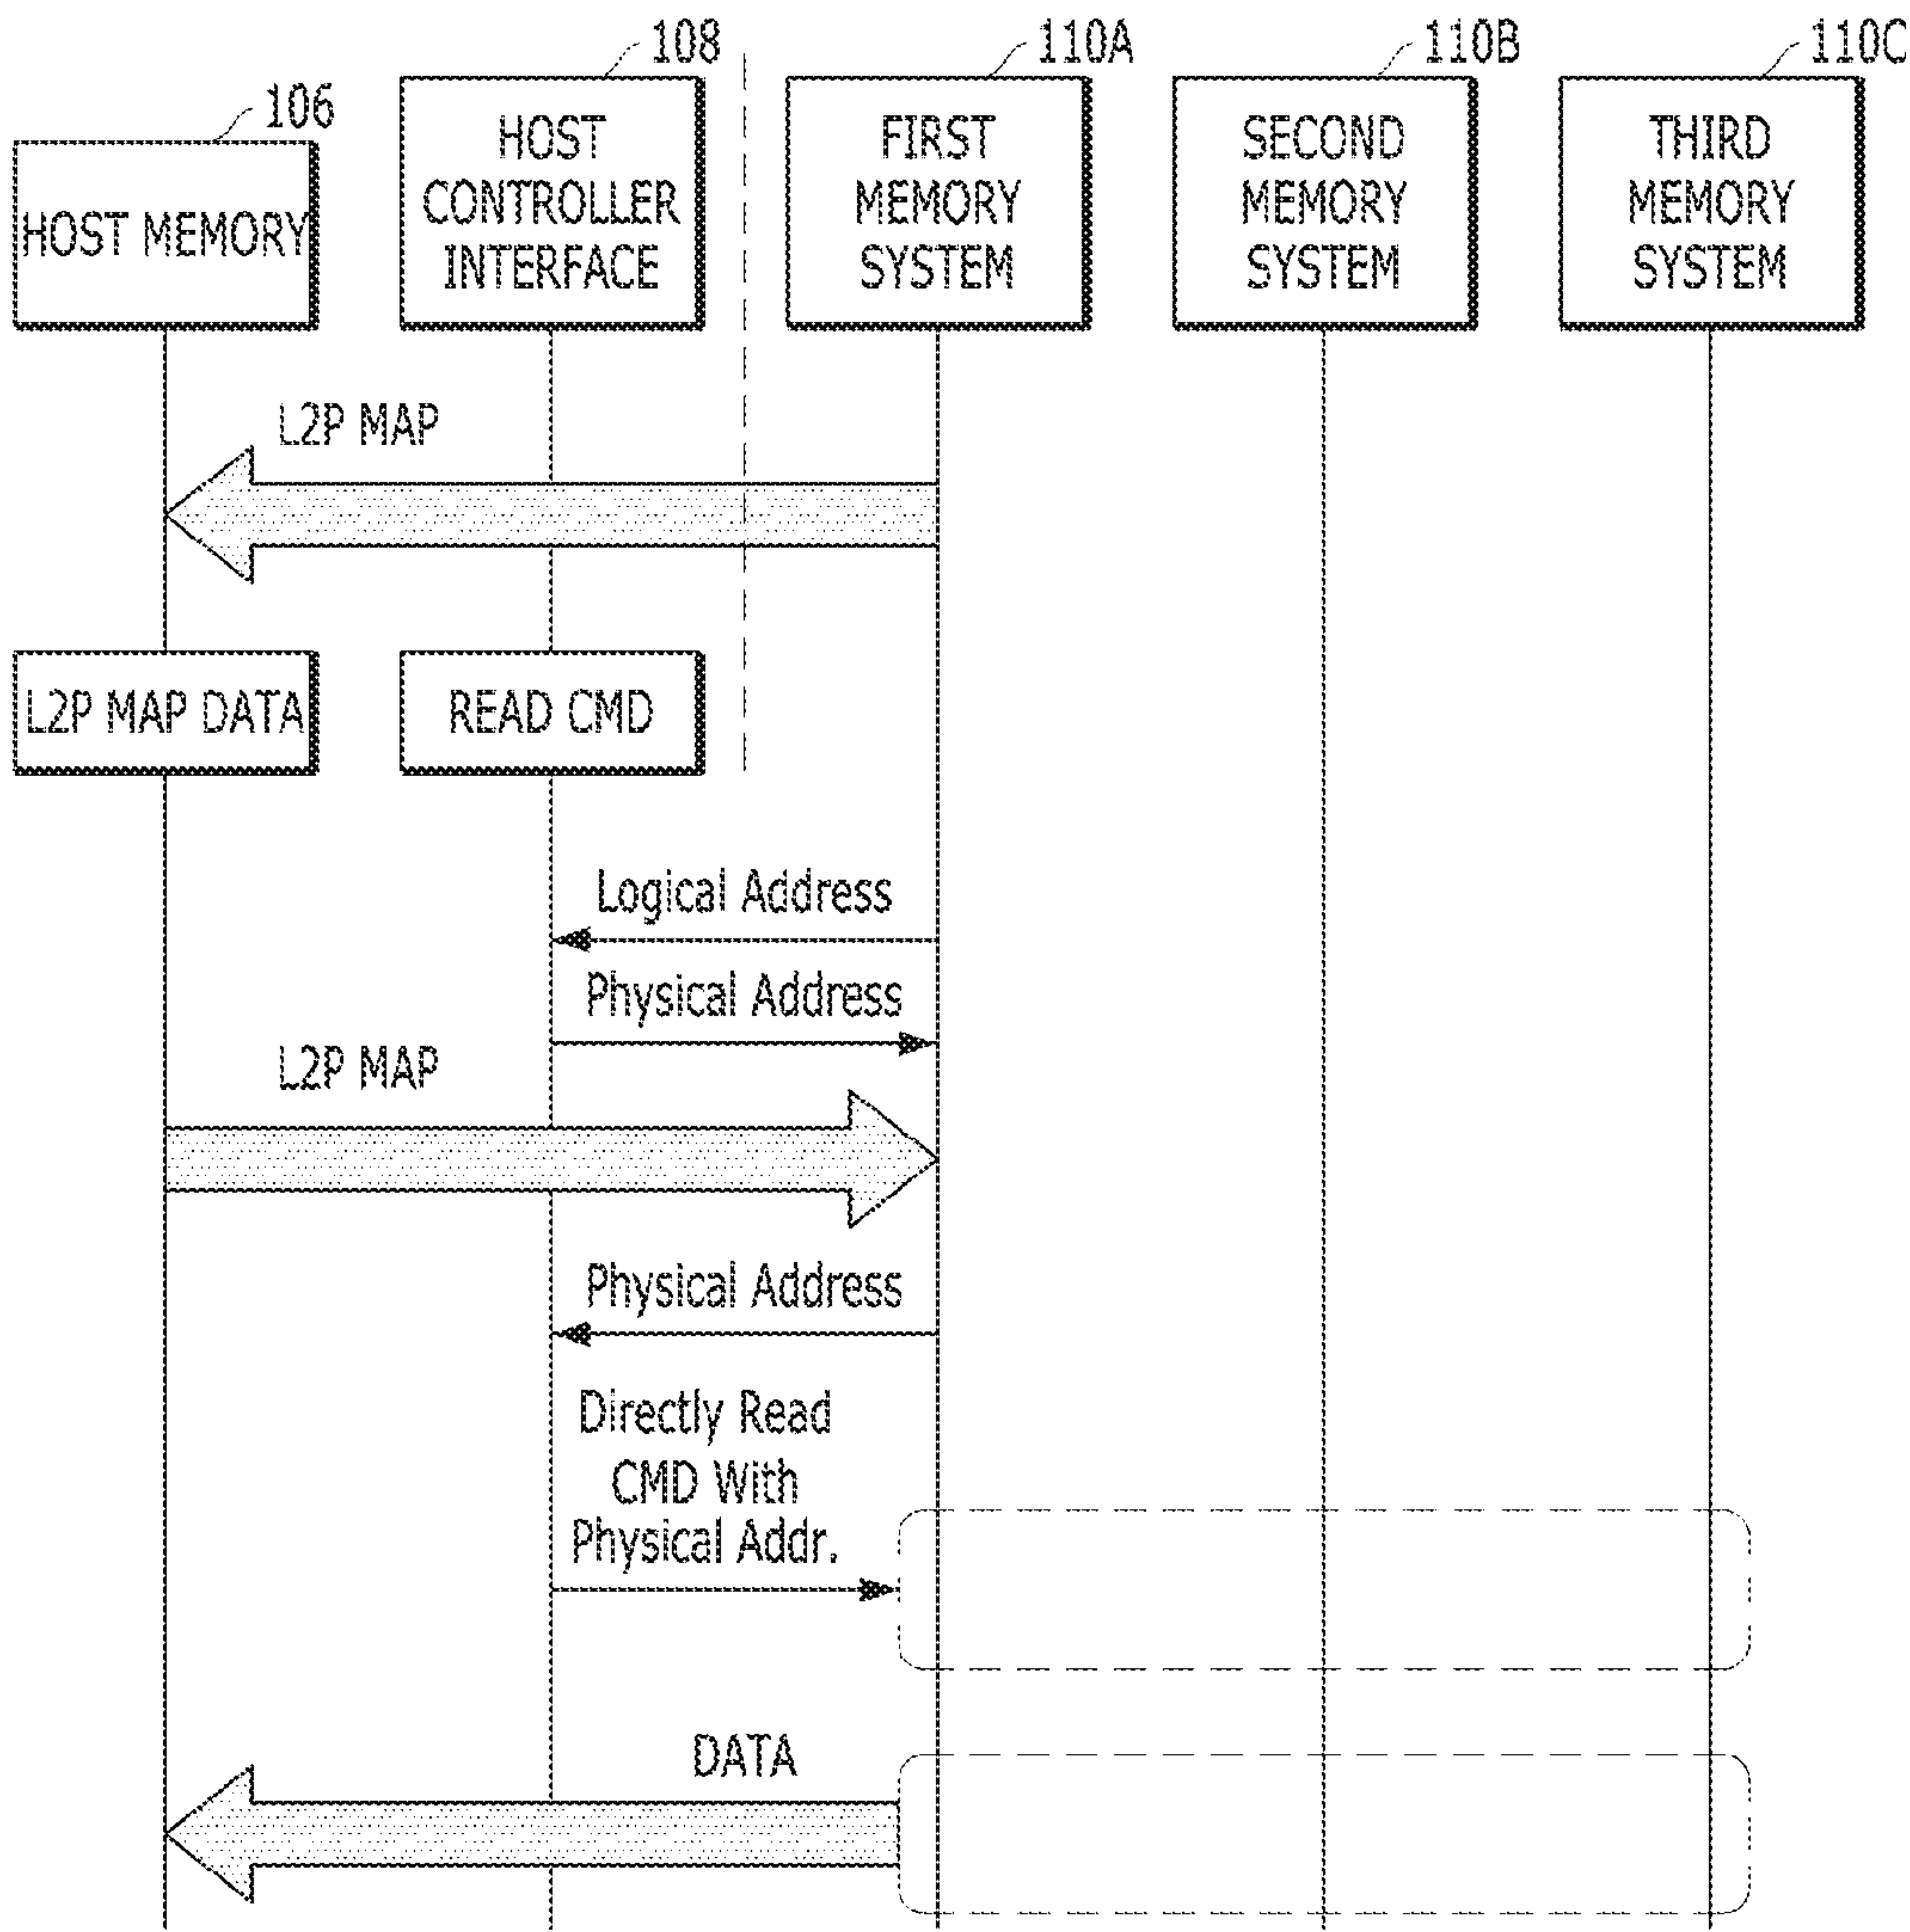 106
108
110A
110B
110C
HOST MEMORY
HOST
CONTROLLER
INTERFACE
FIRST
MEMORY
SYSTEM
SECOND
MEMORY
SYSTEM
THIRD
MEMORY
SYSTEM
L2P MAP
L2P MAP DATA
READ CMD
Logical Address
Physical Address
L2P MAP
Physical Address
Directly Read
CMD With
Physical Addr.
DATA